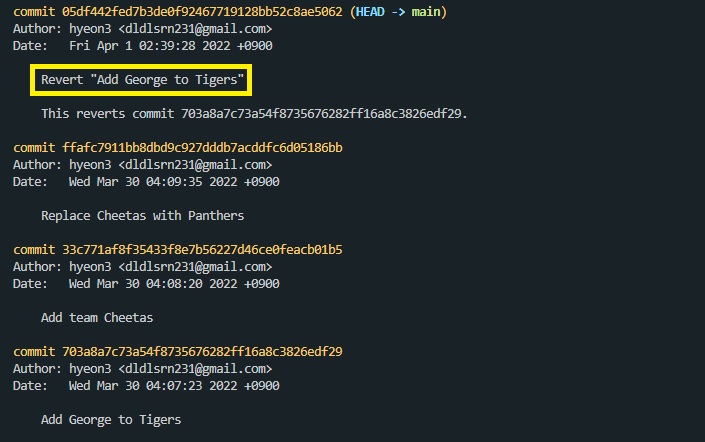 commit 05df442fed7b3de0f92467719128bb52c8ae5062 (HEAD -> main)
Author: hyeon3 <dldlsrn231@gmail.com>
Date:   Fri Apr 1 02:39:28 2022 +0900
Revert "Add George to Tigers"
This reverts commit 703a8a7c73a54f8735676282ff16a8c3826edf29.
commit ffafc7911bb8dbd9c927dddb7acddfc6d05186bb
Author: hyeon3 <dldlsrn231@gmail.com>
Date:   Wed Mar 30 04:09:35 2022 +0900
Replace Cheetas with Panthers
commit 33c771af8f35433f8e7b56227d46ce0feacb01b5
Author: hyeon3 <dldlsrn231@gmail.com>
Date:   Wed Mar 30 04:08:20 2022 +0900
Add team Cheetas
commit 703a8a7c73a54f8735676282ff16a8c3826edf29
Author: hyeon3 <dldlsrn231@gmail.com>
Date:   Wed Mar 30 04:07:23 2022 +0900
Add George to Tigers